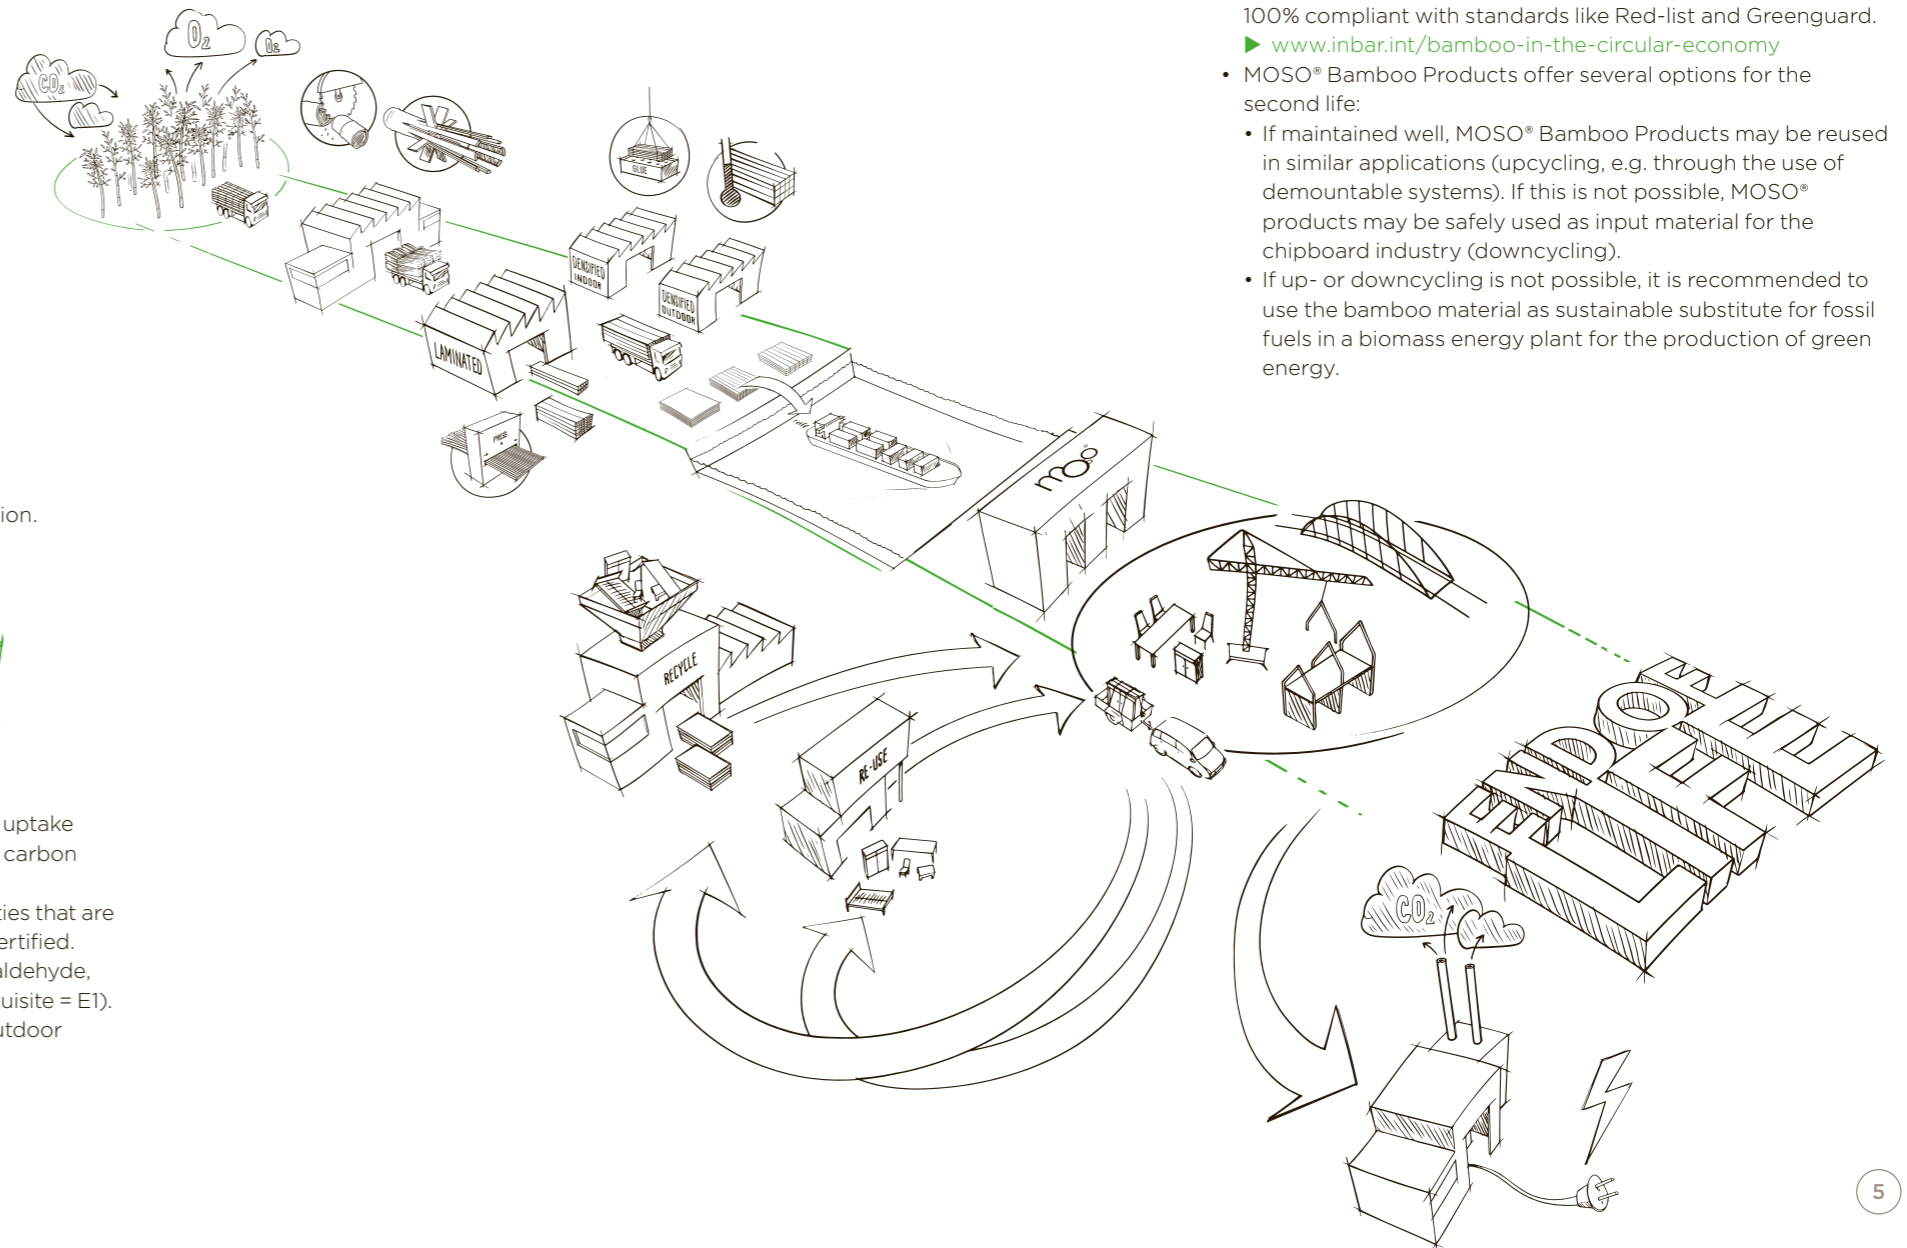 100% compliant with standards like Red-list and Greenguard.
▶ www.inbar.int/bamboo-in-the-circular-economy
• MOSO® Bamboo Products offer several options for the
second life:
• If maintained well, MOSO® Bamboo Products may be reused
in similar applications (upcycling, e.g. through the use of
demountable systems). If this is not possible, MOSO®
products may be safely used as input material for the
chipboard industry (downcycling).
• If up- or downcycling is not possible, it is recommended to
use the bamboo material as sustainable substitute for fossil
fuels in a biomass energy plant for the production of green
energy.
O2
O2
CO2
GLUE
DENSIFIED
INDOOR
DENSIFIED
OUTDOOR
LAMINATED
PRESS
moso®
ion.
RECYCLE
RE-USE
END OF
LIFE
CO2
uptake
carbon
ties that are
ertified.
aldehyde,
uisite = E1).
utdoor
5